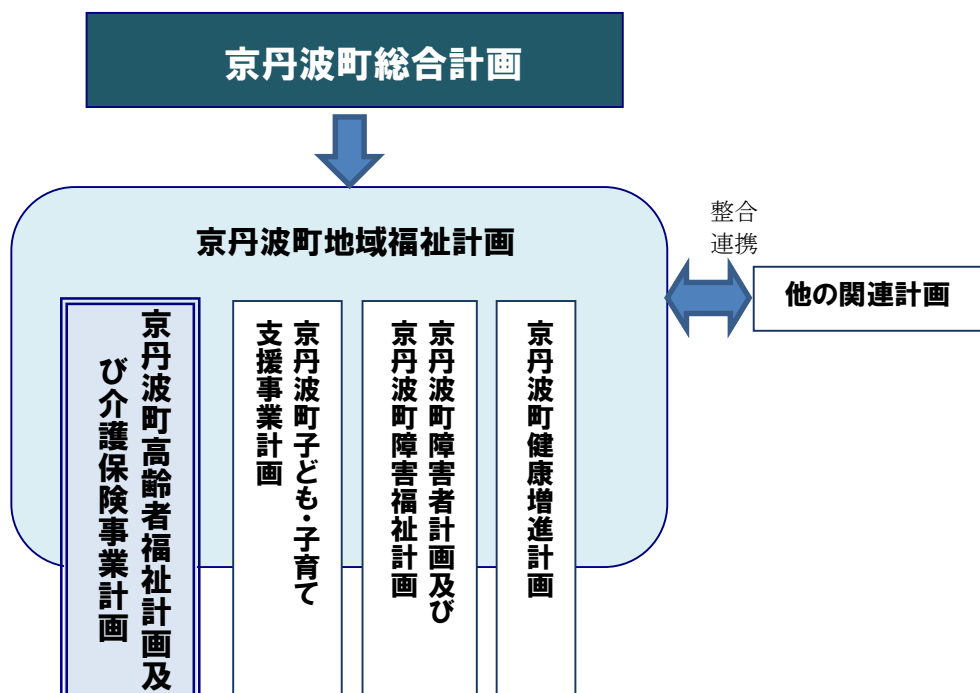 京丹波町総合計画
京丹波町地域福祉計画
整合
連携
他の関連計画
京丹波町高齢者福祉計画及
び介護保険事業計画
京丹波町子ども・子育て
支援事業計画
京丹波町障害者計画及び
京丹波町障害福祉計画
京丹波町健康増進計画